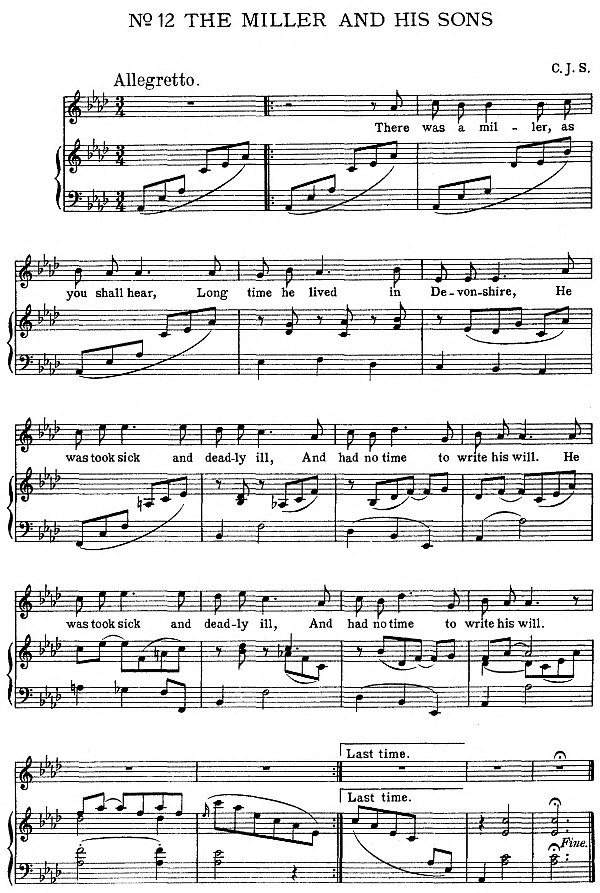 Nº 12 THE MILLER AND HIS SONS
C. J. S.
Allegretto.
There was a mil - ler, as
you shall hear, Long time he lived in De-von-shire, He
was took sick and dead-ly ill, And had no time to write his will. He
was took sick and dead-ly ill, And had no time to write his will.
Last time.
Last time.
Fine.